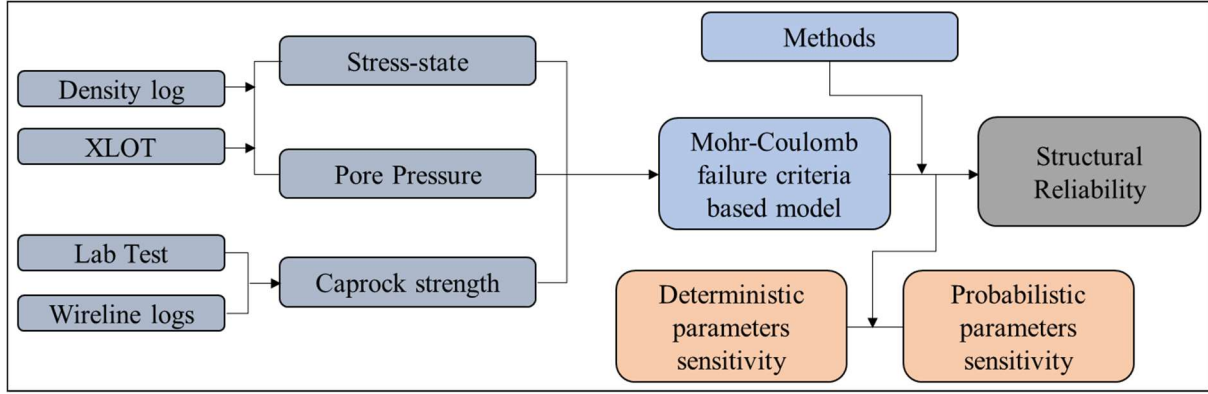 Density log
XLOT
Lab Test
Wireline logs
Stress-state
Pore Pressure
Caprock strength
Methods
Mohr-Coulomb
failure criteria
based model
Structural
Reliability
Deterministic
parameters
sensitivity
Probabilistic
parameters
sensitivity